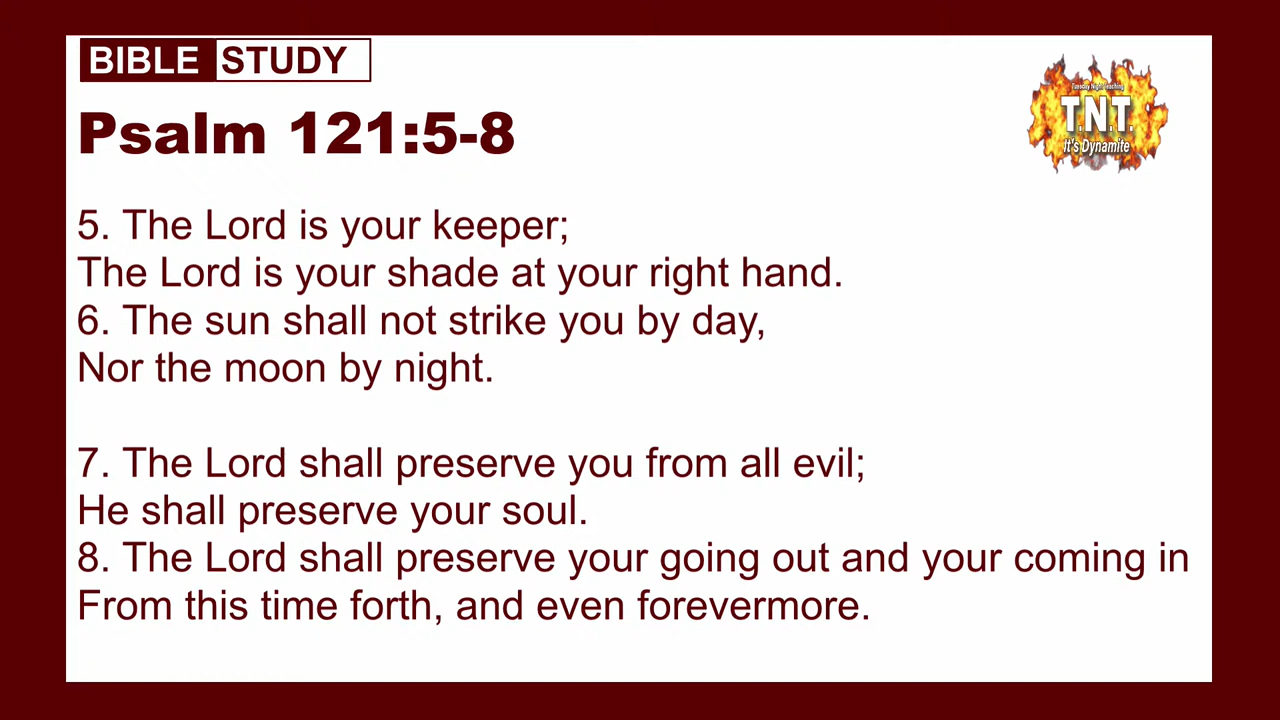 BIBLE STUDY
Psalm 121:5-8
Tuesday Night Teaching
T.N.T.
It's Dynamite
5. The Lord is your keeper;
The Lord is your shade at your right hand.
6. The sun shall not strike you by day,
Nor the moon by night.
7. The Lord shall preserve you from all evil;
He shall preserve your soul.
8. The Lord shall preserve your going out and your coming in
From this time forth, and even forevermore.